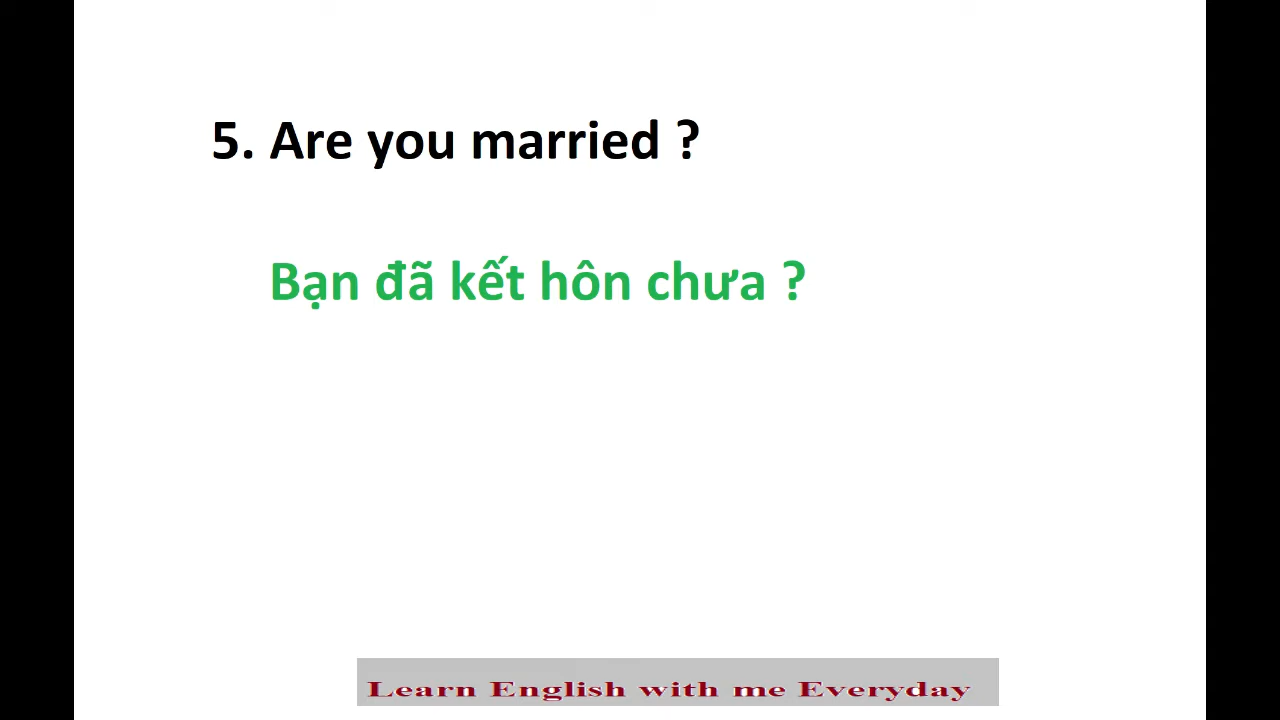 5. Are you married ?
Bạn đã kết hôn chưa ?
Learn English with me Everyday